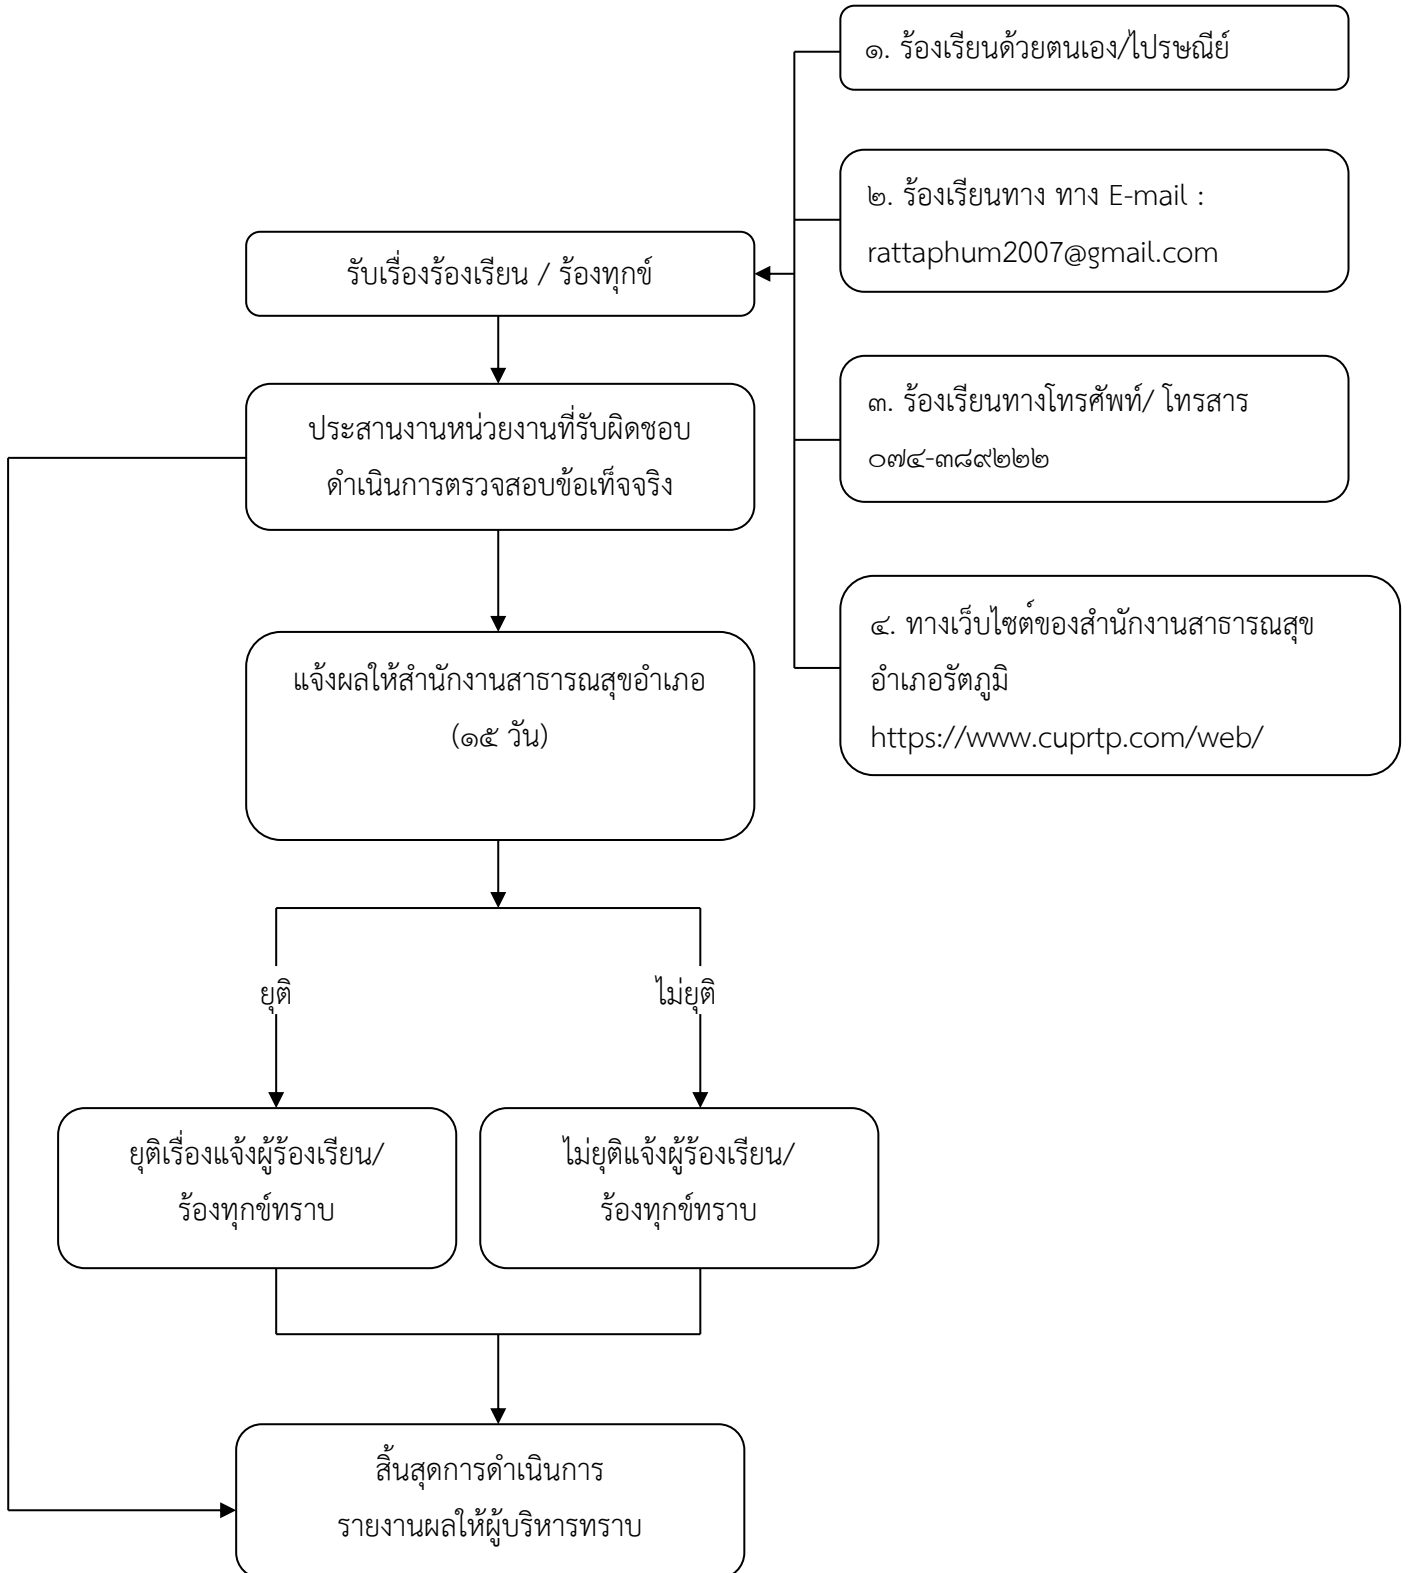 ๑. ร้องเรียนด้วยตนเอง/ไปรษณีย์
๒. ร้องเรียนทาง ทาง E-mail :
rattaphum2007@gmail.com
รับเรื่องร้องเรียน / ร้องทุกข์
๓. ร้องเรียนทางโทรศัพท์/ โทรสาร
๐๗๔-๓๘๙๒๒๒
ประสานงานหน่วยงานที่รับผิดชอบ
ดำเนินการตรวจสอบข้อเท็จจริง
๔. ทางเว็บไซต์ของสำนักงานสาธารณสุข
อำเภอรัตภูมิ
https://www.cuprtp.com/web/
แจ้งผลให้สำนักงานสาธารณสุขอำเภอ
(๑๕ วัน)
ยุติ
ไม่ยุติ
ยุติเรื่องแจ้งผู้ร้องเรียน/
ร้องทุกข์ทราบ
ไม่ยุติแจ้งผู้ร้องเรียน/
ร้องทุกข์ทราบ
สิ้นสุดการดำเนินการ
รายงานผลให้ผู้บริหารทราบ